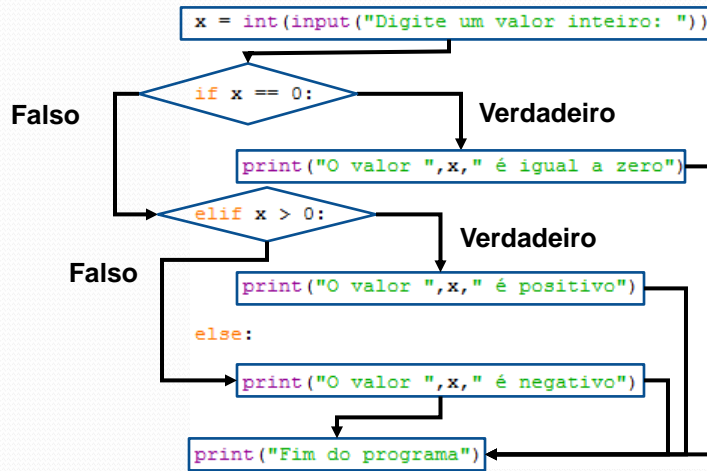 x = int(input("Digite um valor inteiro: "))
if x == 0:
Falso
Verdadeiro
print("O valor ",x," é igual a zero")
elif x > 0:
Verdadeiro
Falso
print("O valor ",x," é positivo")
else:
print("O valor ",x," é negativo")
print("Fim do programa")